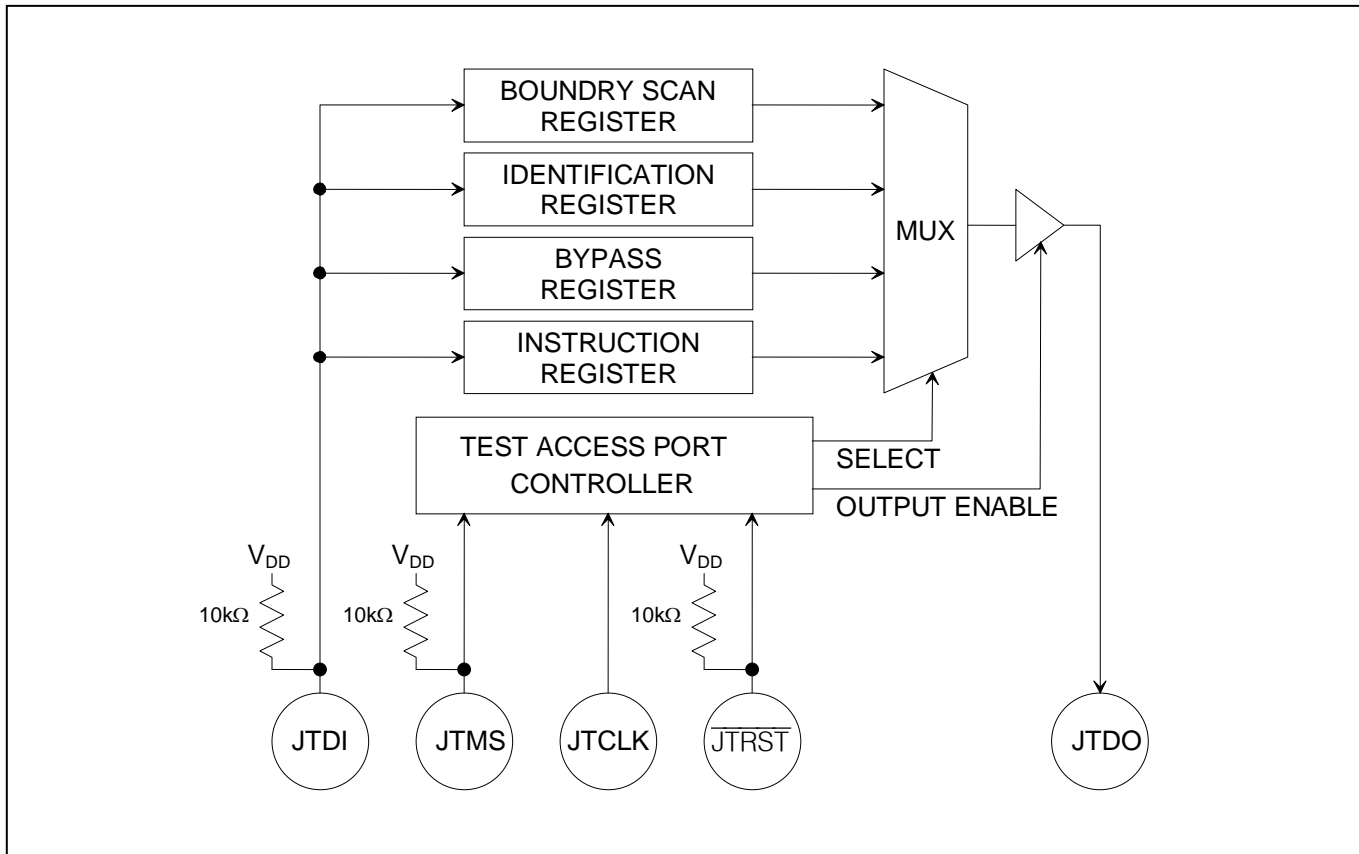 BOUNDRY SCAN
REGISTER
IDENTIFICATION
REGISTER
BYPASS
REGISTER
INSTRUCTION
REGISTER
MUX
TEST ACCESS PORT
CONTROLLER
SELECT
OUTPUT ENABLE
VDD
10kΩ
VDD
10kΩ
VDD
10kΩ
JTDI
JTMS
JTCLK
JTRST
JTDO